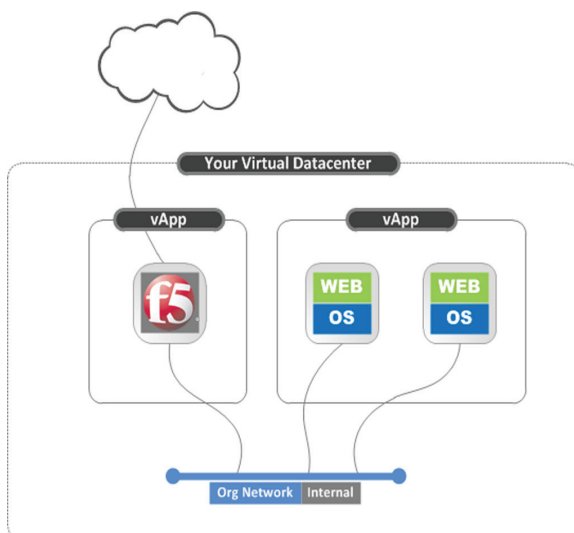 Your Virtual Datacenter
vApp
vApp
f5
WEB
OS
WEB
OS
Org Network Internal